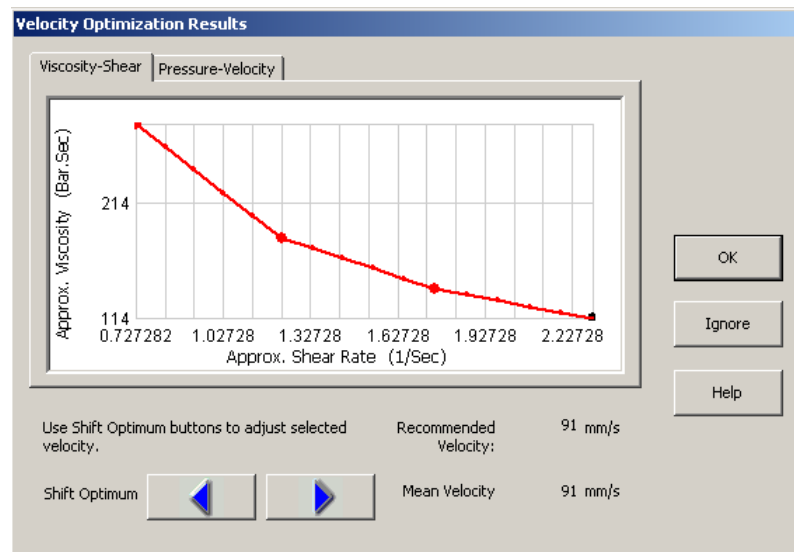 Velocity Optimization Results
Viscosity-Shear
Pressure-Velocity
Approx. Viscosity (Bar.Sec)
214
114
0.727282 1.02728 1.32728 1.62728 1.92728 2.22728
Approx. Shear Rate (1/Sec)
OK
Ignore
Help
Use Shift Optimum buttons to adjust selected
velocity.
Recommended
Velocity:
91 mm/s
Shift Optimum
Mean Velocity
91 mm/s